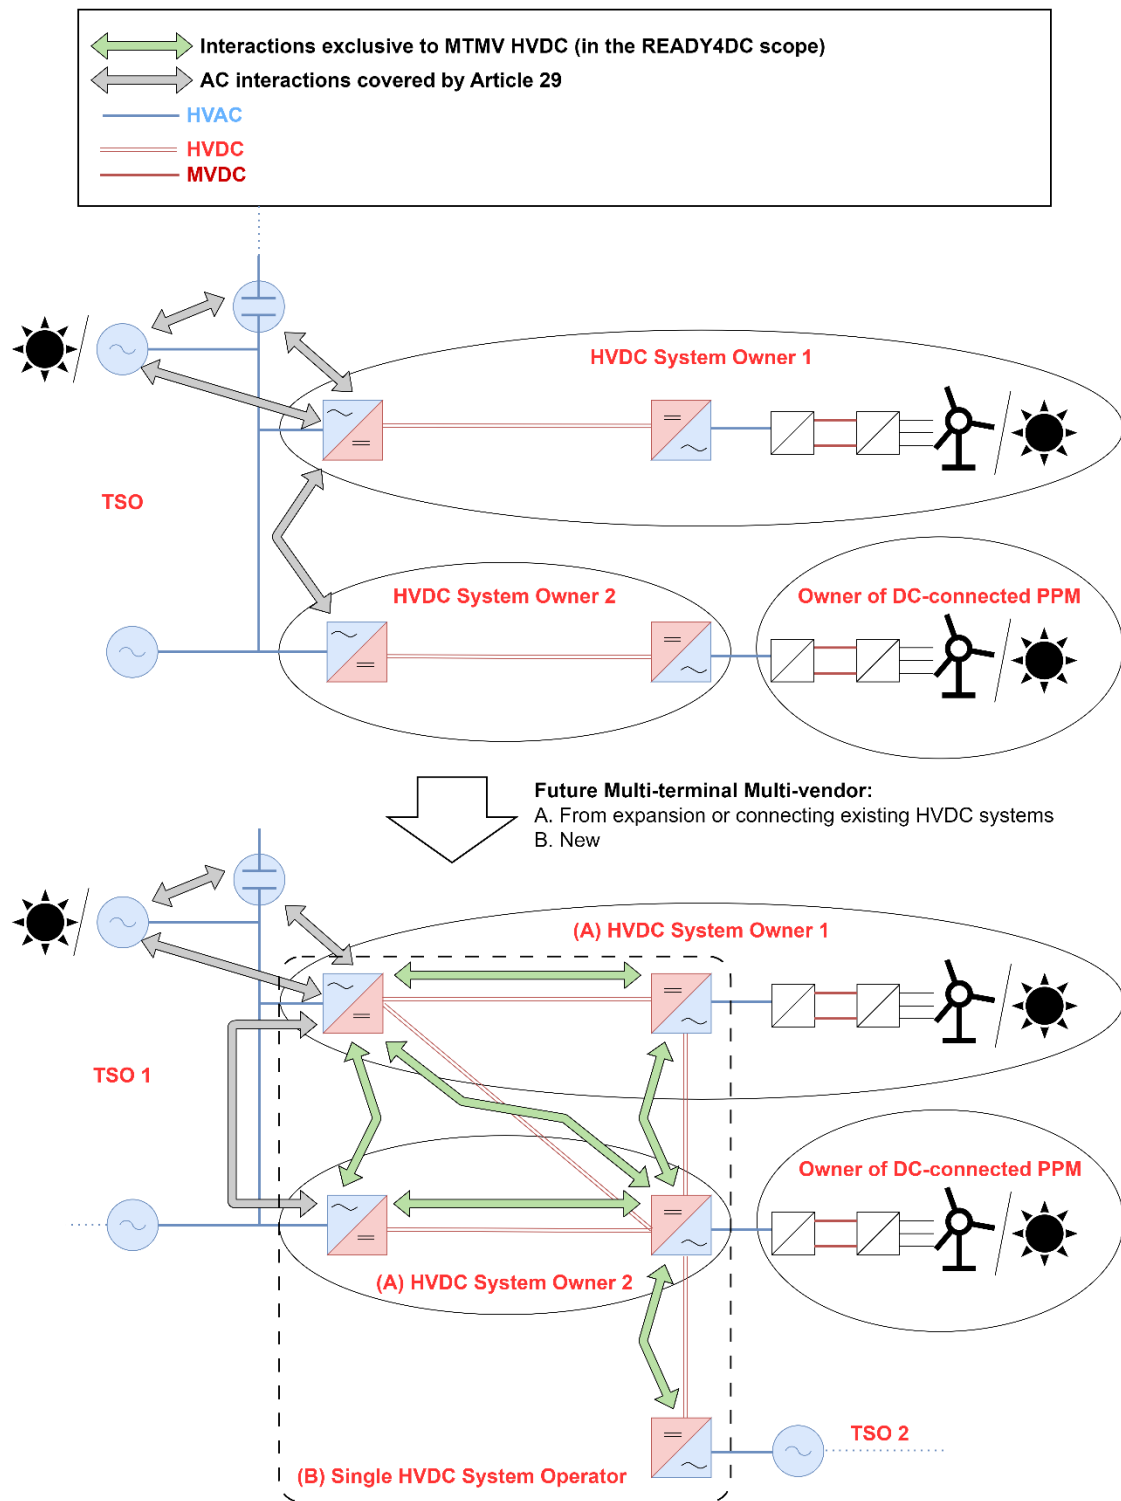 Interactions exclusive to MTMV HVDC (in the READY4DC scope)
AC interactions covered by Article 29
HVAC
HVDC
MVDC
HVDC System Owner 1
TSO
HVDC System Owner 2
Owner of DC-connected PPM
Future Multi-terminal Multi-vendor:
A. From expansion or connecting existing HVDC systems
B. New
(A) HVDC System Owner 1
TSO 1
Owner of DC-connected PPM
(A) HVDC System Owner 2
TSO 2
(B) Single HVDC System Operator